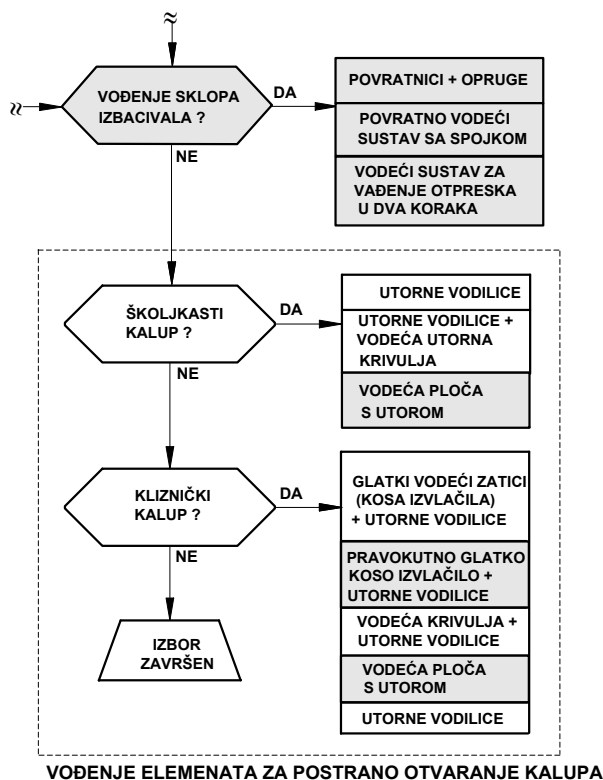 VOĐENJE SKLOPA
IZBACIVALA ?
DA
NE
POVRATNICI + OPRUGE
POVRATNO VODEĆI
SUSTAV SA SPOJKOM
VODEĆI SUSTAV ZA
VAĐENJE OTPRESKA
U DVA KORAKA
ŠKOLJKASTI
KALUP ?
DA
NE
UTORNE VODILICE
UTORNE VODILICE +
VODEĆA UTORNA
KRIVULJA
VODEĆA PLOČA
S UTOROM
KLIZNIČKI
KALUP ?
DA
NE
GLATKI VODEĆI ZATICI
(KOSA IZVLAČILA)
+ UTORNE VODILICE
PRAVOKUTNO GLATKO
KOSO IZVLAČILO +
UTORNE VODILICE
VODEĆA KRIVULJA +
UTORNE VODILICE
VODEĆA PLOČA
S UTOROM
UTORNE VODILICE
IZBOR
ZAVRŠEN
VOĐENJE ELEMENATA ZA POSTRANO OTVARANJE KALUPA